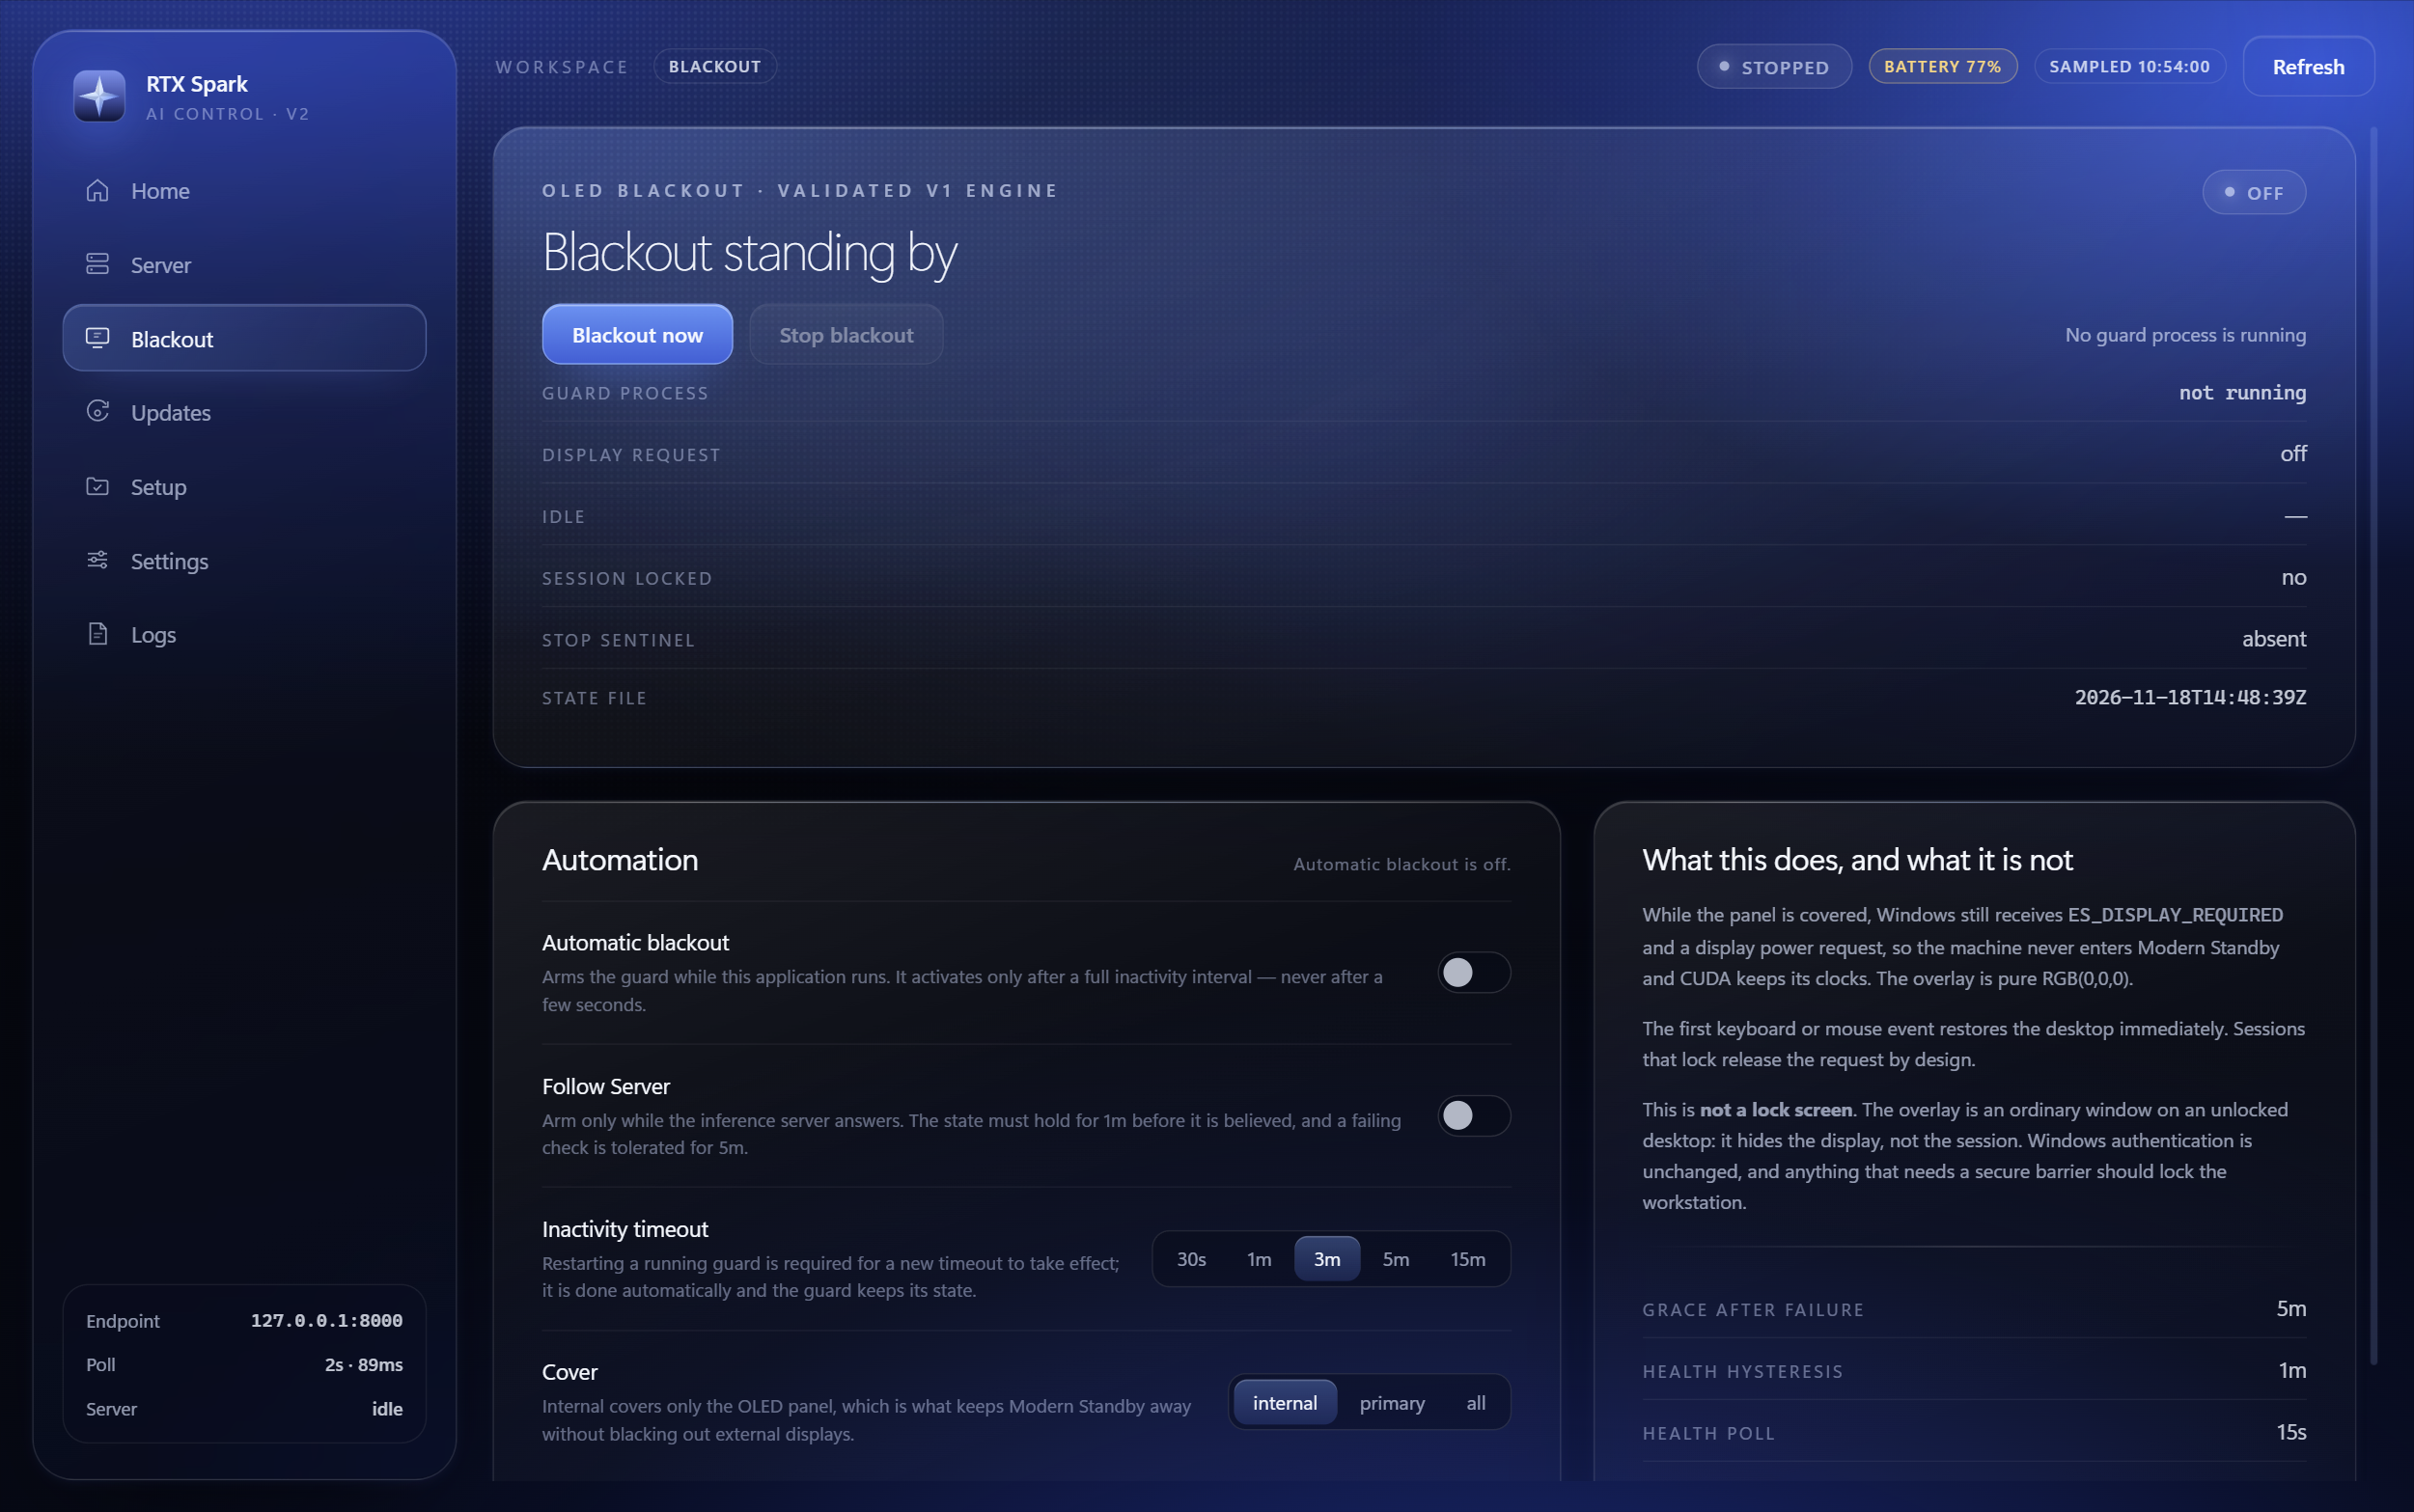 RTX Spark
AI CONTROL · V2
Home
Server
Blackout
Updates
Setup
Settings
Logs
Endpoint 127.0.0.1:8000
Poll 2s · 89ms
Server idle
WORKSPACE BLACKOUT
STOPPED BATTERY 77% SAMPLED 10:54:00 Refresh
OLED BLACKOUT · VALIDATED V1 ENGINE OFF
Blackout standing by
Blackout now Stop blackout No guard process is running
GUARD PROCESS not running
DISPLAY REQUEST off
IDLE —
SESSION LOCKED no
STOP SENTINEL absent
STATE FILE 2026-11-18T14:48:39Z
Automation Automatic blackout is off.
Automatic blackout
Arms the guard while this application runs. It activates only after a full inactivity interval — never after a
few seconds.
Follow Server
Arm only while the inference server answers. The state must hold for 1m before it is believed, and a failing
check is tolerated for 5m.
Inactivity timeout
Restarting a running guard is required for a new timeout to take effect;
it is done automatically and the guard keeps its state.
30s 1m 3m 5m 15m
Cover
Internal covers only the OLED panel, which is what keeps Modern Standby away
without blacking out external displays.
internal primary all
What this does, and what it is not
While the panel is covered, Windows still receives ES_DISPLAY_REQUIRED
and a display power request, so the machine never enters Modern Standby
and CUDA keeps its clocks. The overlay is pure RGB(0,0,0).
The first keyboard or mouse event restores the desktop immediately. Sessions
that lock release the request by design.
This is not a lock screen. The overlay is an ordinary window on an unlocked
desktop: it hides the display, not the session. Windows authentication is
unchanged, and anything that needs a secure barrier should lock the
workstation.
GRACE AFTER FAILURE 5m
HEALTH HYSTERESIS 1m
HEALTH POLL 15s